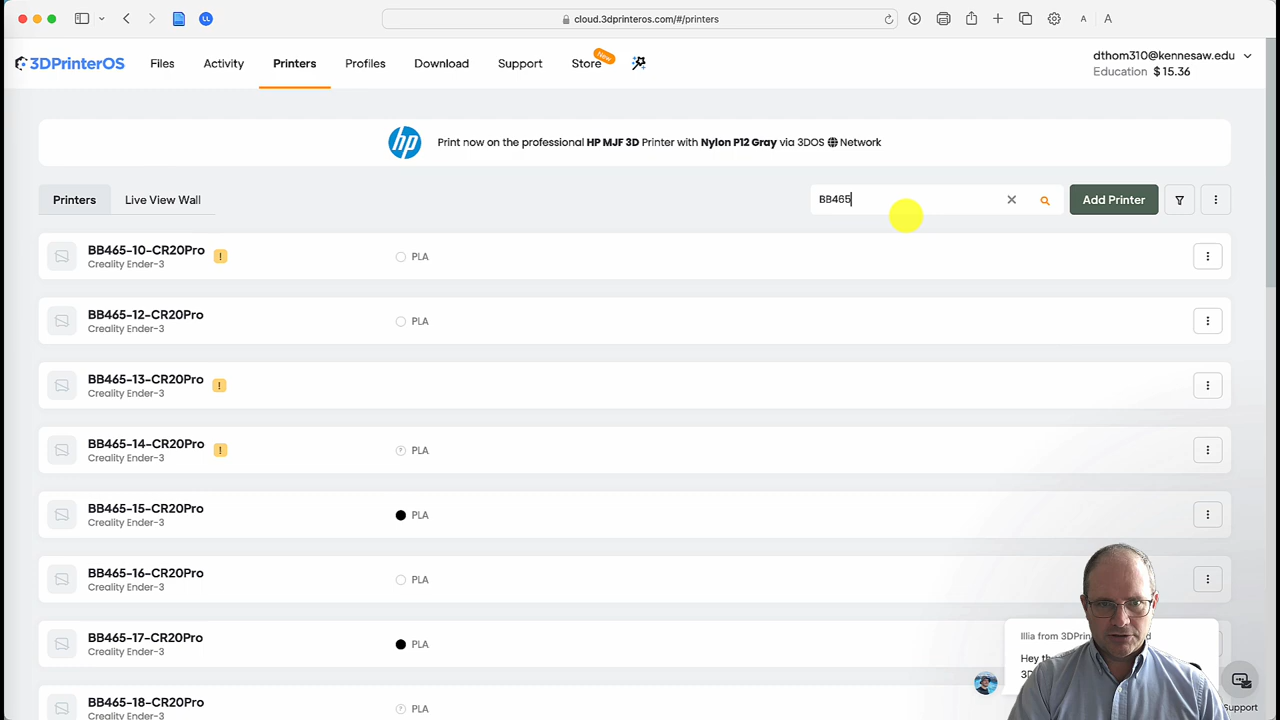 cloud.3dprinteros.com/#/printers
A A
3DPrinterOS Files Activity Printers Profiles Download Support Store New
dthom310@kennesaw.edu
Education $ 15.36
hp Print now on the professional HP MJF 3D Printer with Nylon P12 Gray via 3DOS Network
Printers Live View Wall BB465 Add Printer
BB465-10-CR20Pro !
Creality Ender-3
PLA
BB465-12-CR20Pro
Creality Ender-3
PLA
BB465-13-CR20Pro !
Creality Ender-3
BB465-14-CR20Pro !
Creality Ender-3
? PLA
BB465-15-CR20Pro
Creality Ender-3
PLA
BB465-16-CR20Pro
Creality Ender-3
PLA
BB465-17-CR20Pro
Creality Ender-3
PLA
BB465-18-CR20Pro
Creality Ender-3
? PLA
Illia from
Hey
Support